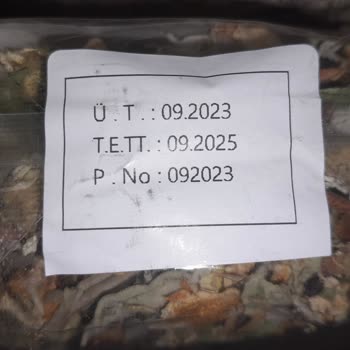 Ü . T. : 09.2023
T.E.TT. : 09.2025
P . No : 092023